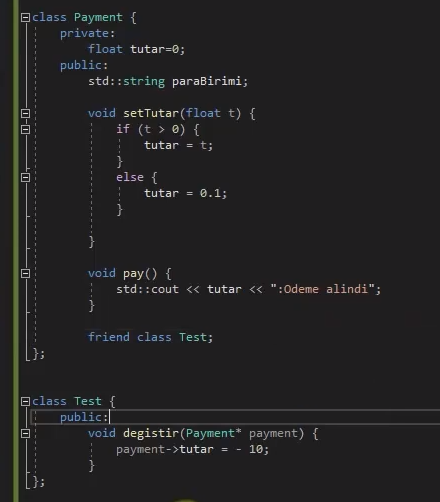 class Payment {
private:
float tutar=0;
public:
std::string paraBirimi;
void setTutar(float t) {
if (t > 0) {
tutar = t;
}
else {
tutar = 0.1;
}
}
void pay() {
std::cout << tutar << ":Odeme alindi";
}
friend class Test;
};
class Test {
public:
void degistir(Payment* payment) {
payment->tutar = - 10;
}
};